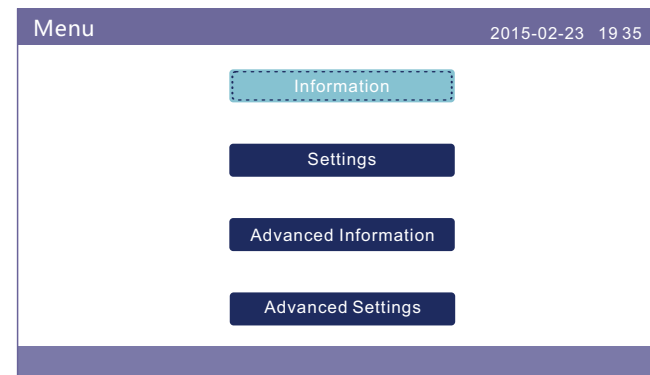 Menu
2015-02-23 19 35
Information
Settings
Advanced Information
Advanced Settings